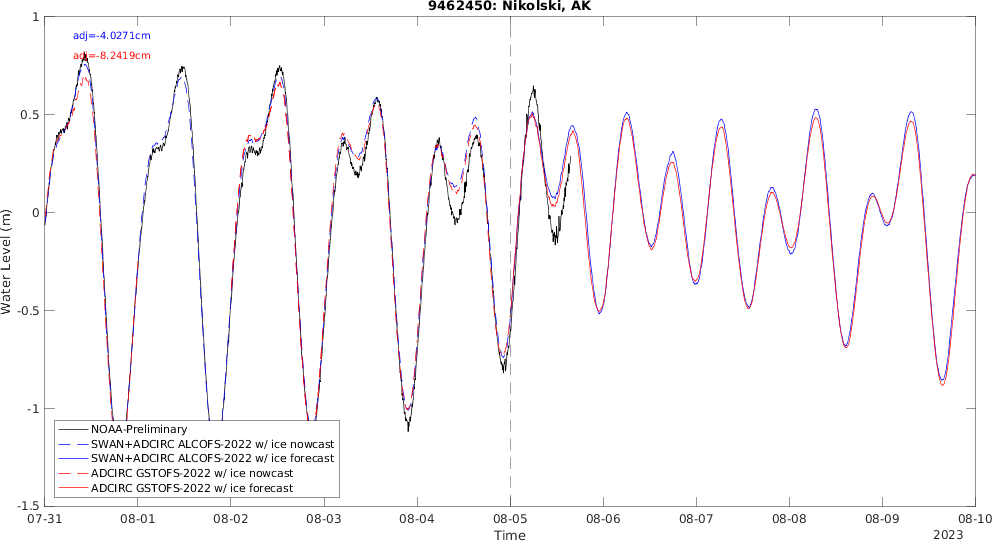 9462450: Nikolski, AK
adj=-4.0271cm
adj=-8.2419cm
1
0.5
0
-0.5
-1
-1.5
Water Level (m)
NOAA-Preliminary
SWAN+ADCIRC ALCOFS-2022 w/ ice nowcast
SWAN+ADCIRC ALCOFS-2022 w/ ice forecast
ADCIRC GSTOFS-2022 w/ ice nowcast
ADCIRC GSTOFS-2022 w/ ice forecast
07-31 08-01 08-02 08-03 08-04 08-05 08-06 08-07 08-08 08-09 08-10
Time
2023